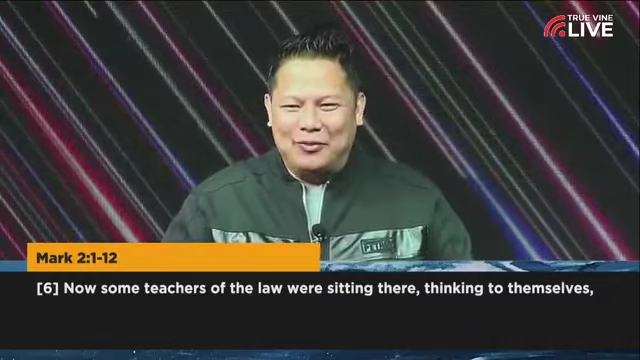 TRUE VINE
LIVE
Mark 2:1-12
[6] Now some teachers of the law were sitting there, thinking to themselves,